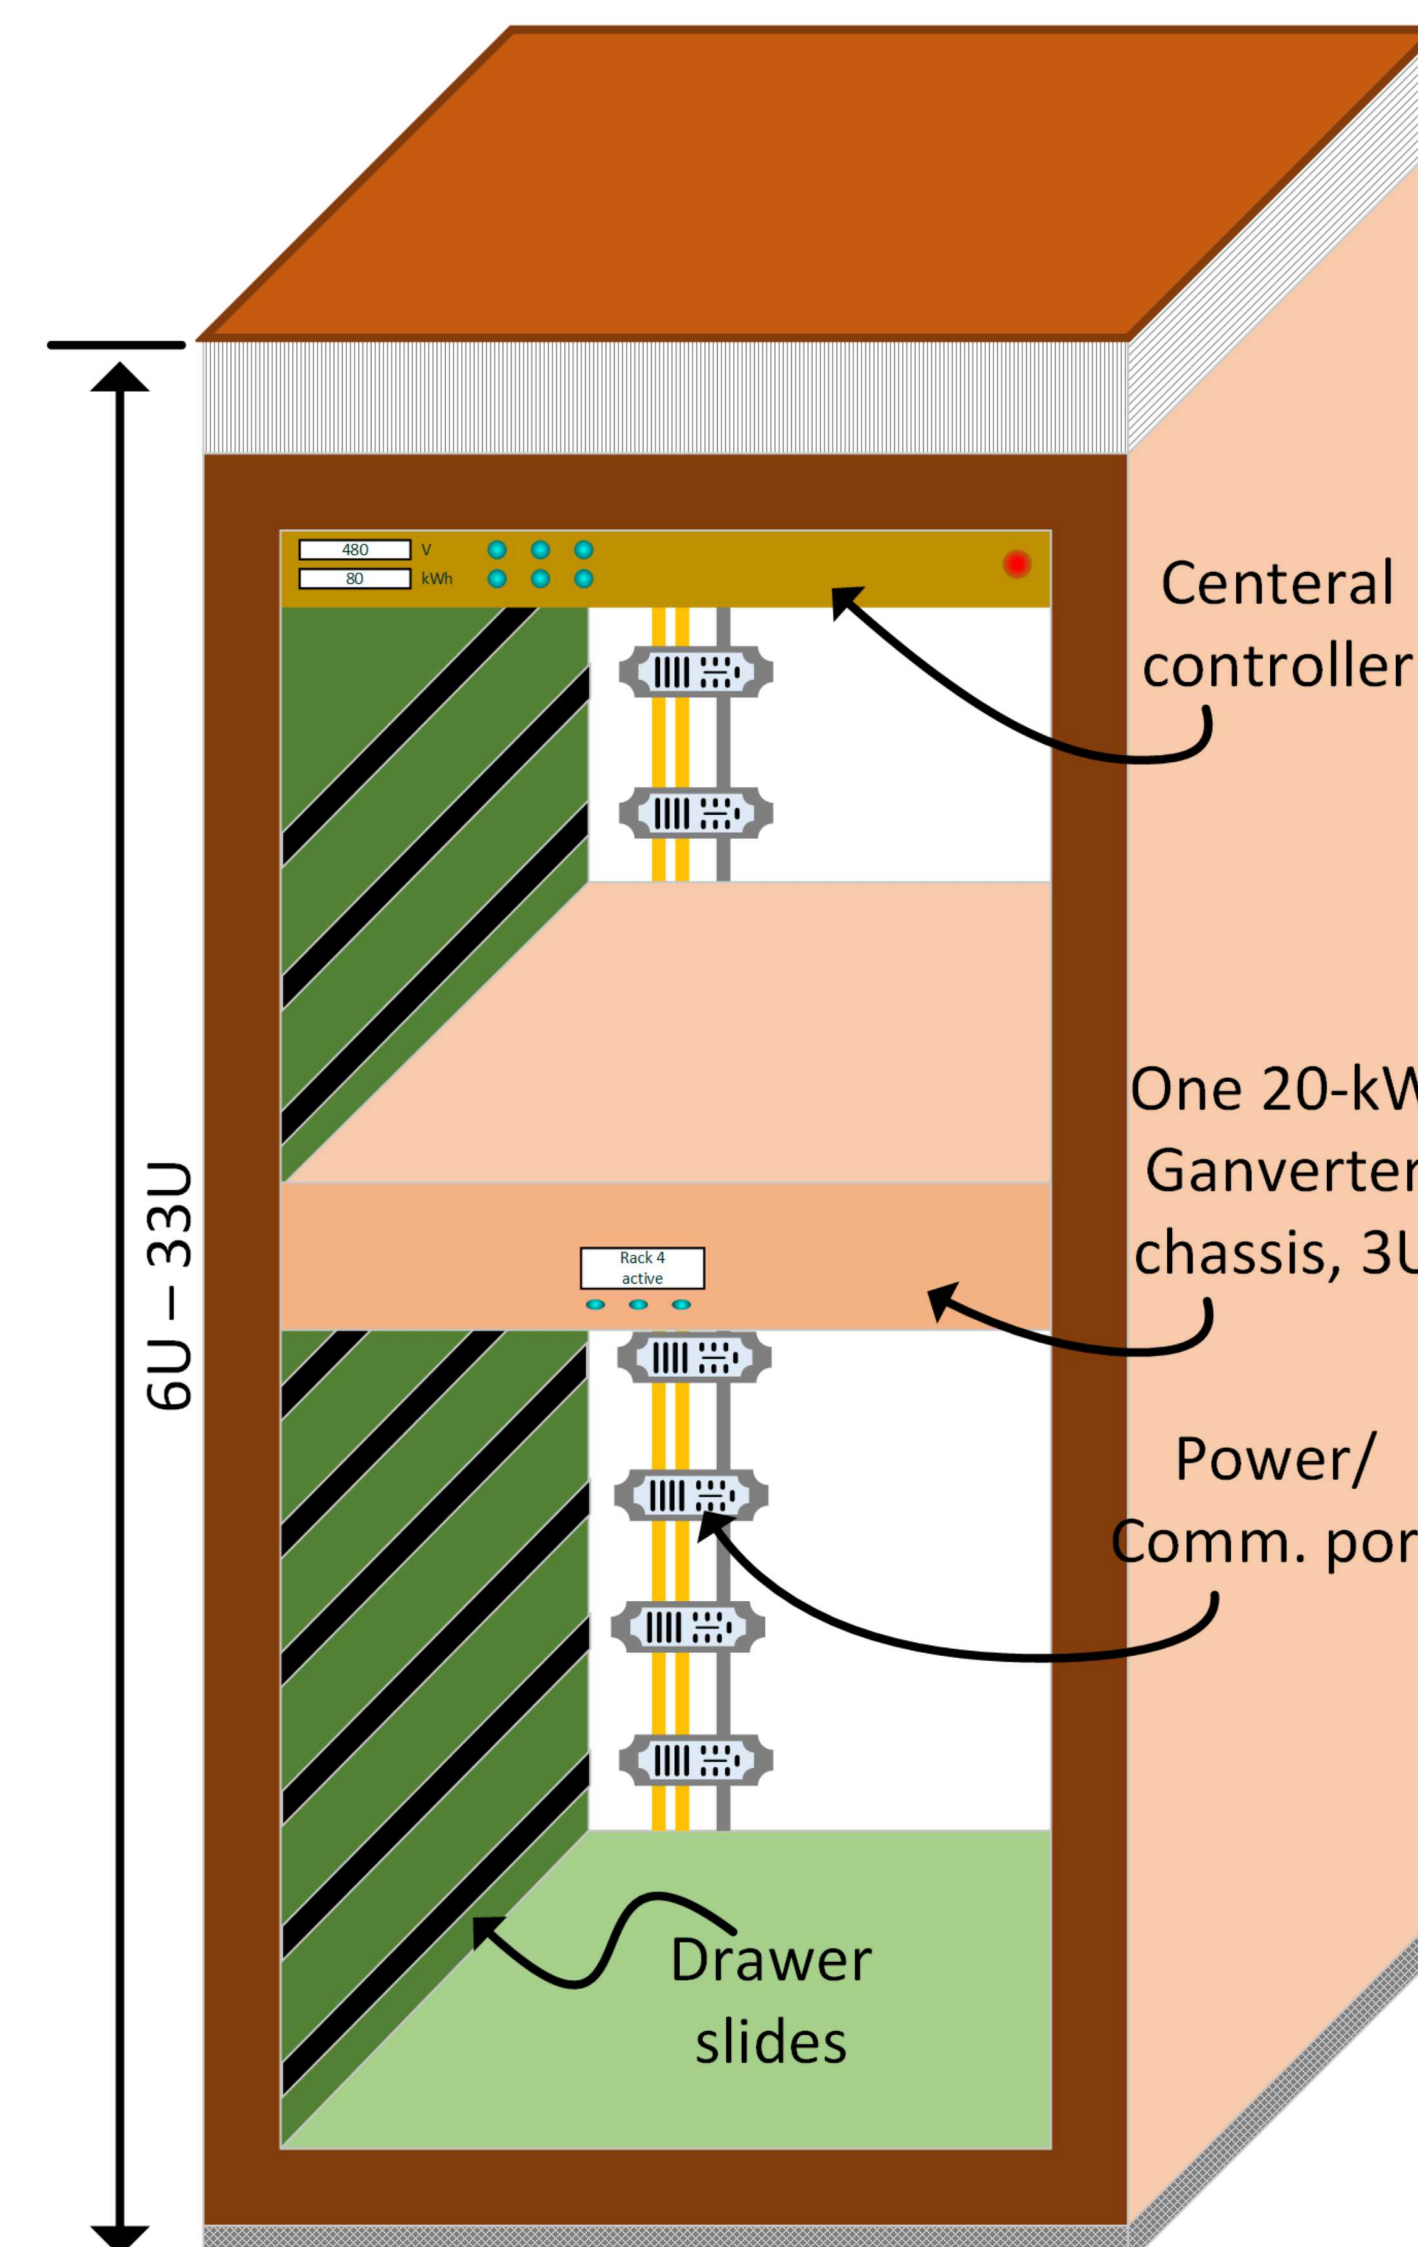 480 V
80 kWh
Centeral
controller
6U – 33U
One 20-kW
Ganverter
chassis, 3U
Rack 4
active
Power/
Comm. por
Drawer
slides